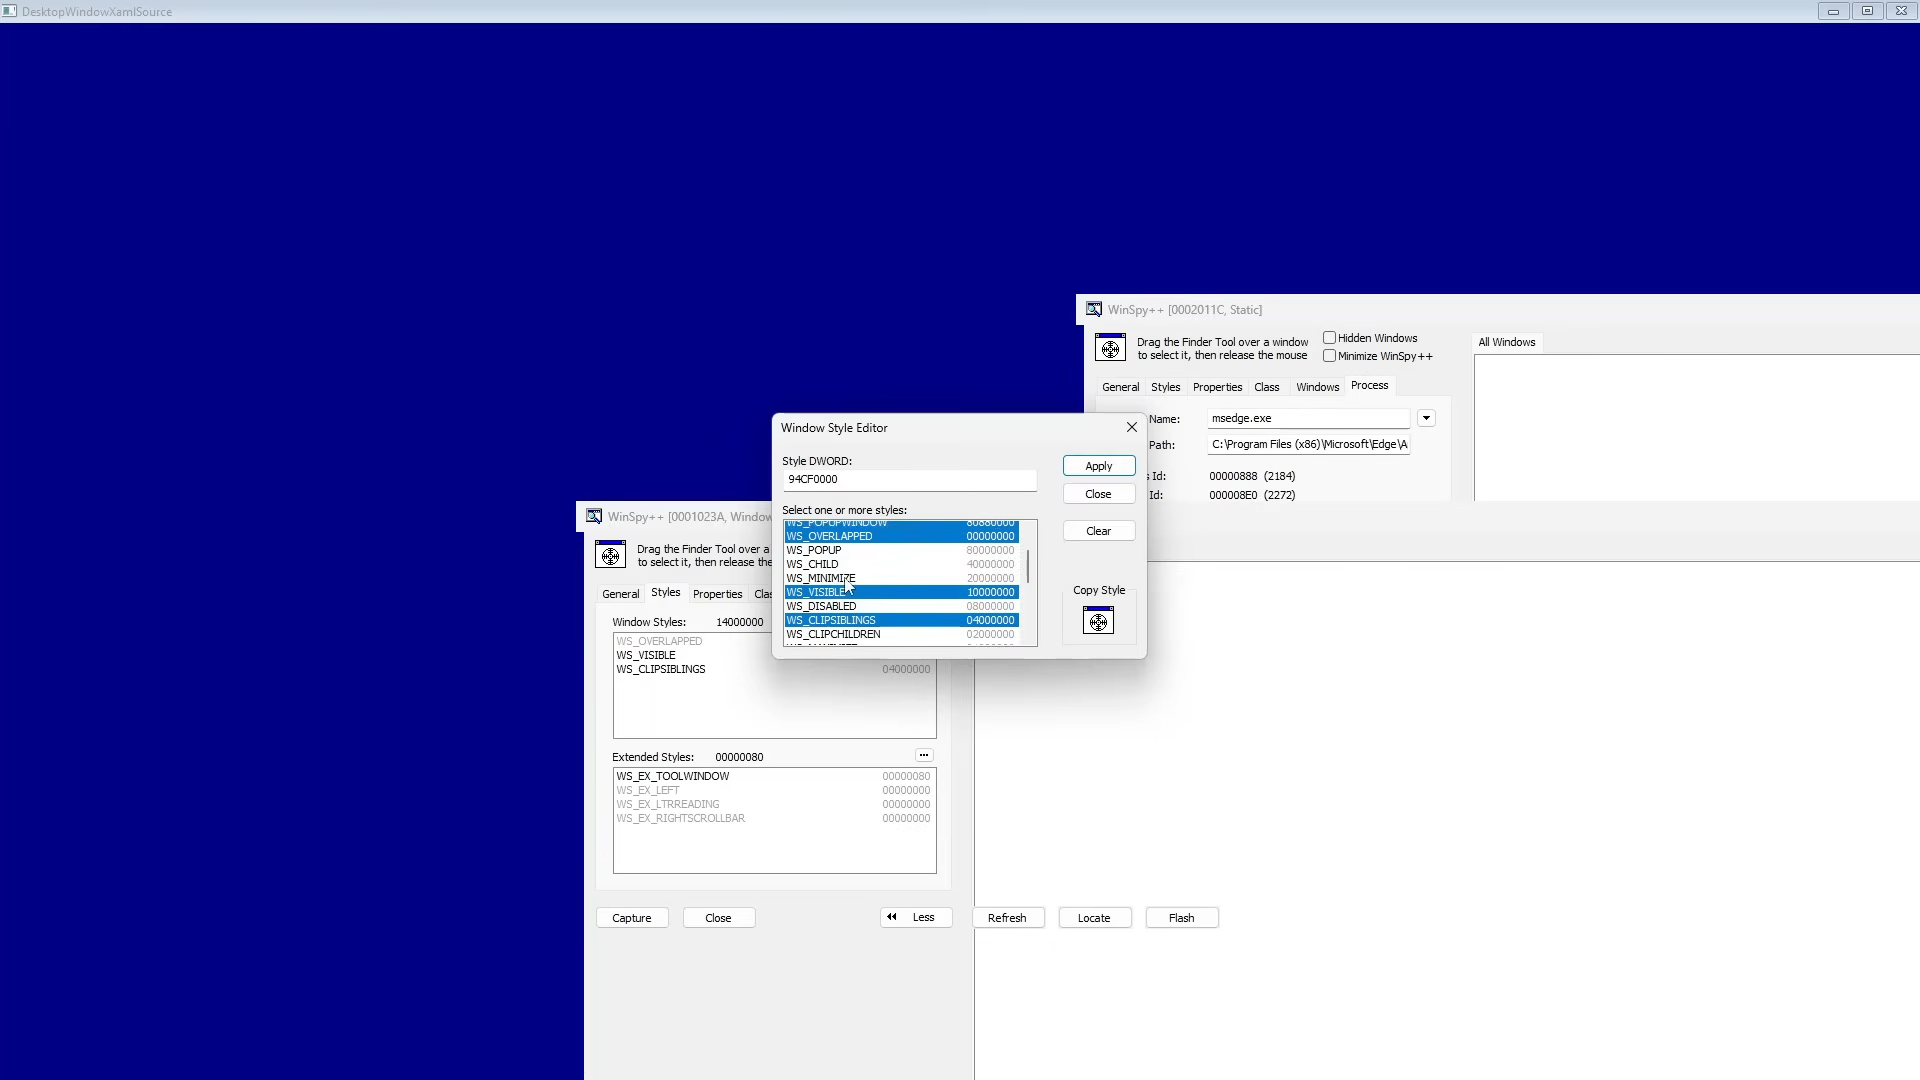 DesktopWindowXamlSource
WinSpy++ [0002011C, Static]
Drag the Finder Tool over a window
to select it, then release the mouse
Hidden Windows
Minimize WinSpy++
All Windows
General Styles Properties Class Windows Process
Name: msedge.exe
Path: C:\Program Files (x86)\Microsoft\Edge\A
s Id: 00000888 (2184)
Id: 000008E0 (2272)
Window Style Editor
Style DWORD:
94CF0000
Apply
Close
Select one or more styles:
Clear
WS_POPUPWINDOW 80880000
WS_OVERLAPPED 00000000
WS_POPUP 80000000
WS_CHILD 40000000
WS_MINIMIZE 20000000
WS_VISIBLE 10000000
WS_DISABLED 08000000
WS_CLIPSIBLINGS 04000000
WS_CLIPCHILDREN 02000000
Copy Style
WinSpy++ [0001023A, Window
Drag the Finder Tool over a
to select it, then release the
General Styles Properties Clas
Window Styles: 14000000
WS_OVERLAPPED
WS_VISIBLE
WS_CLIPSIBLINGS 04000000
Extended Styles: 00000080
...
WS_EX_TOOLWINDOW 00000080
WS_EX_LEFT 00000000
WS_EX_LTRREADING 00000000
WS_EX_RIGHTSCROLLBAR 00000000
Capture Close Less Refresh Locate Flash